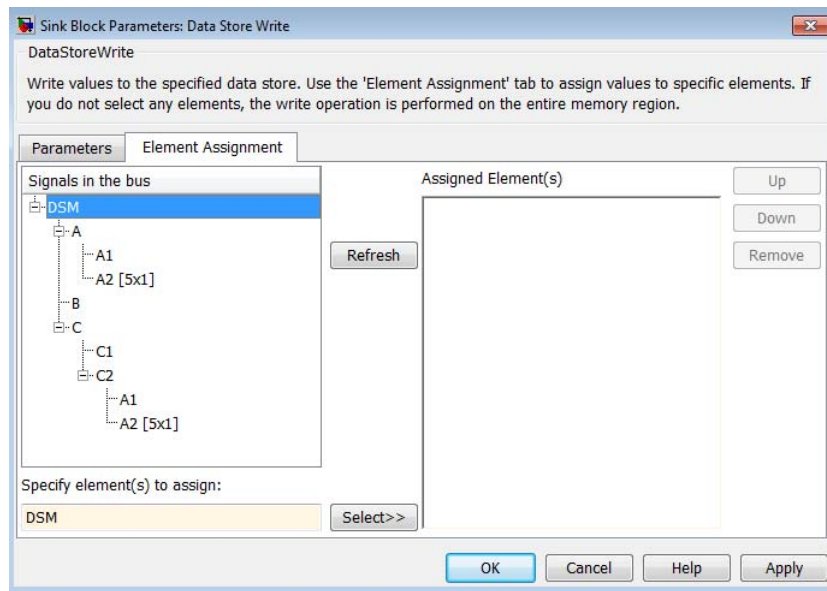 Sink Block Parameters: Data Store Write
DataStoreWrite
Write values to the specified data store. Use the 'Element Assignment' tab to assign values to specific elements. If
you do not select any elements, the write operation is performed on the entire memory region.
Parameters
Element Assignment
Signals in the bus
DSM
A
A1
A2 [5x1]
B
C
C1
C2
A1
A2 [5x1]
Specify element(s) to assign:
DSM
Refresh
Select>>
Assigned Element(s)
Up
Down
Remove
OK
Cancel
Help
Apply